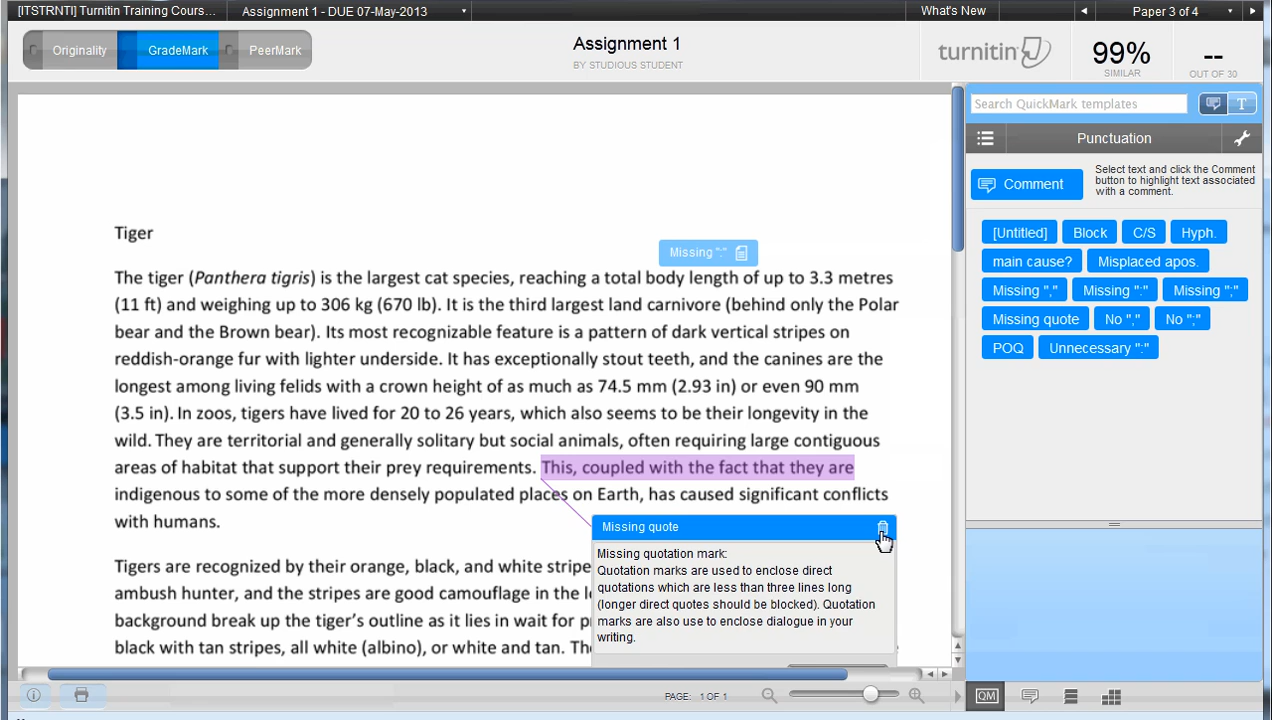 [ITSTRNTI] Turnitin Training Cours...
Assignment 1 - DUE 07-May-2013
What's New
Paper 3 of 4
Originality
GradeMark
PeerMark
Assignment 1
BY STUDIOUS STUDENT
turnitin
99%
SIMILAR
--
OUT OF 30
Search QuickMark templates
T
Punctuation
Comment
Select text and click the Comment
button to highlight text associated
with a comment.
[Untitled] Block C/S Hyph.
main cause? Misplaced apos.
Missing "," Missing ":" Missing ";"
Missing quote No "," No ";"
POQ Unnecessary ":"
Tiger
Missing ":"
The tiger (Panthera tigris) is the largest cat species, reaching a total body length of up to 3.3 metres
(11 ft) and weighing up to 306 kg (670 lb). It is the third largest land carnivore (behind only the Polar
bear and the Brown bear). Its most recognizable feature is a pattern of dark vertical stripes on
reddish-orange fur with lighter underside. It has exceptionally stout teeth, and the canines are the
longest among living felids with a crown height of as much as 74.5 mm (2.93 in) or even 90 mm
(3.5 in). In zoos, tigers have lived for 20 to 26 years, which also seems to be their longevity in the
wild. They are territorial and generally solitary but social animals, often requiring large contiguous
areas of habitat that support their prey requirements. This, coupled with the fact that they are
indigenous to some of the more densely populated places on Earth, has caused significant conflicts
with humans.
Missing quote
Missing quotation mark:
Quotation marks are used to enclose direct
quotations which are less than three lines long
(longer direct quotes should be blocked). Quotation
marks are also use to enclose dialogue in your
writing.
Tigers are recognized by their orange, black, and white stripe
ambush hunter, and the stripes are good camouflage in the
background break up the tiger's outline as it lies in wait for
black with tan stripes, all white (albino), or white and tan.
PAGE: 1 OF 1
QM